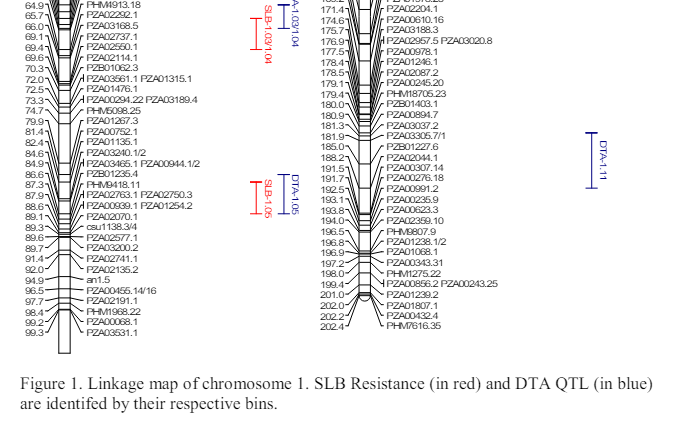 64.9 PHM4913.18
65.7 PZA02292.1
66.0 PZA03168.5
69.1 PZA02737.1
69.4 PZA02550.1
69.6 PZA02114.1
70.3 PZB01062.3
72.0 PZA03561.1 PZA01315.1
72.5 PZA01476.1
73.3 PZA00294.22 PZA03189.4
74.7 PHM5098.25
79.9 PZA01267.3
81.4 PZA00752.1
82.4 PZA01135.1
84.6 PZA03240.1/2
84.9 PZA03465.1 PZA00944.1/2
86.6 PZB01235.4
87.3 PHM9418.11
87.9 PZA02763.1 PZA02750.3
88.6 PZA00939.1 PZA01254.2
89.1 PZA02070.1
89.3 csu1138.3/4
89.6 PZA02577.1
89.7 PZA03200.2
91.4 PZA02741.1
92.0 PZA02135.2
94.9 an1.5
96.5 PZA00455.14/16
97.7 PZA02191.1
98.4 PHM1968.22
99.2 PZA00068.1
99.3 PZA03531.1
SLB-1.03/1.04
DTA-1.03/1.04
SLB-1.05
DTA-1.05
171.4 PZA02204.1
174.6 PZA00610.16
175.7 PZA03188.3
176.9 PZA02957.5 PZA03020.8
177.5 PZA00978.1
178.4 PZA01246.1
178.5 PZA02087.2
179.1 PZA00245.20
179.4 PHM18705.23
180.0 PZB01403.1
180.9 PZA00894.7
181.3 PZA03037.2
181.9 PZA03305.7/1
185.0 PZB01227.6
188.2 PZA02044.1
191.5 PZA00307.14
191.7 PZA00276.18
192.5 PZA00991.2
193.1 PZA00235.9
193.8 PZA00623.3
194.0 PZA02359.10
196.5 PHM9807.9
196.8 PZA01238.1/2
196.9 PZA01068.1
197.2 PZA00343.31
198.0 PHM1275.22
199.4 PZA00856.2 PZA00243.25
201.0 PZA01239.2
202.0 PZA01807.1
202.2 PZA00432.4
202.4 PHM7616.35
DTA-1.11
Figure 1. Linkage map of chromosome 1. SLB Resistance (in red) and DTA QTL (in blue)
are identifed by their respective bins.